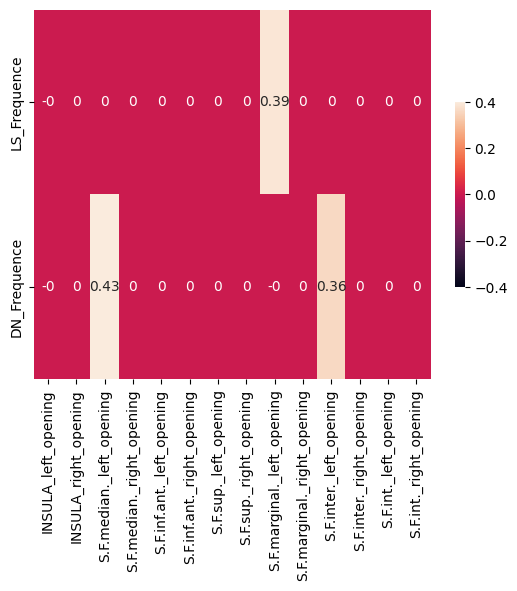 LS_Frequence
-0 0 0 0 0 0 0 0 0.39 0 0 0 0 0
DN_Frequence
-0 0 0.43 0 0 0 0 0 -0 0 0.36 0 0 0
0.4
0.2
0.0
−0.2
−0.4
INSULA_left_opening
INSULA_right_opening
S.F.median._left_opening
S.F.median._right_opening
S.F.inf.ant._left_opening
S.F.inf.ant._right_opening
S.F.sup._left_opening
S.F.sup._right_opening
S.F.marginal._left_opening
S.F.marginal._right_opening
S.F.inter._left_opening
S.F.inter._right_opening
S.F.int._left_opening
S.F.int._right_opening